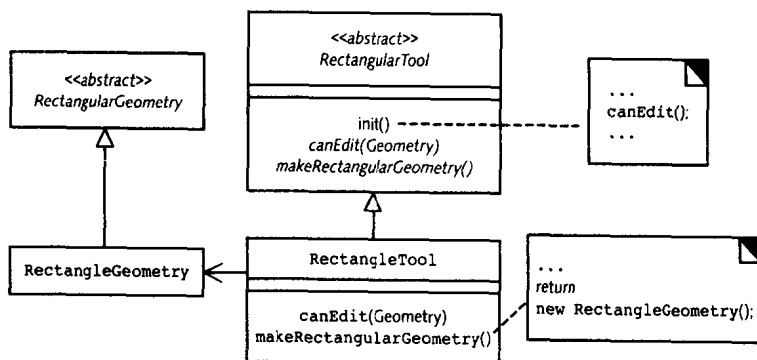 <<abstract>>
RectangularGeometry
<<abstract>>
RectangularTool
init()
canEdit(Geometry)
makeRectangularGeometry()
...
canEdit();
...
RectangleGeometry
RectangleTool
canEdit(Geometry)
makeRectangularGeometry()
...
return
new RectangleGeometry();